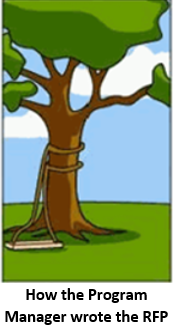 How the Program
Manager wrote the RFP